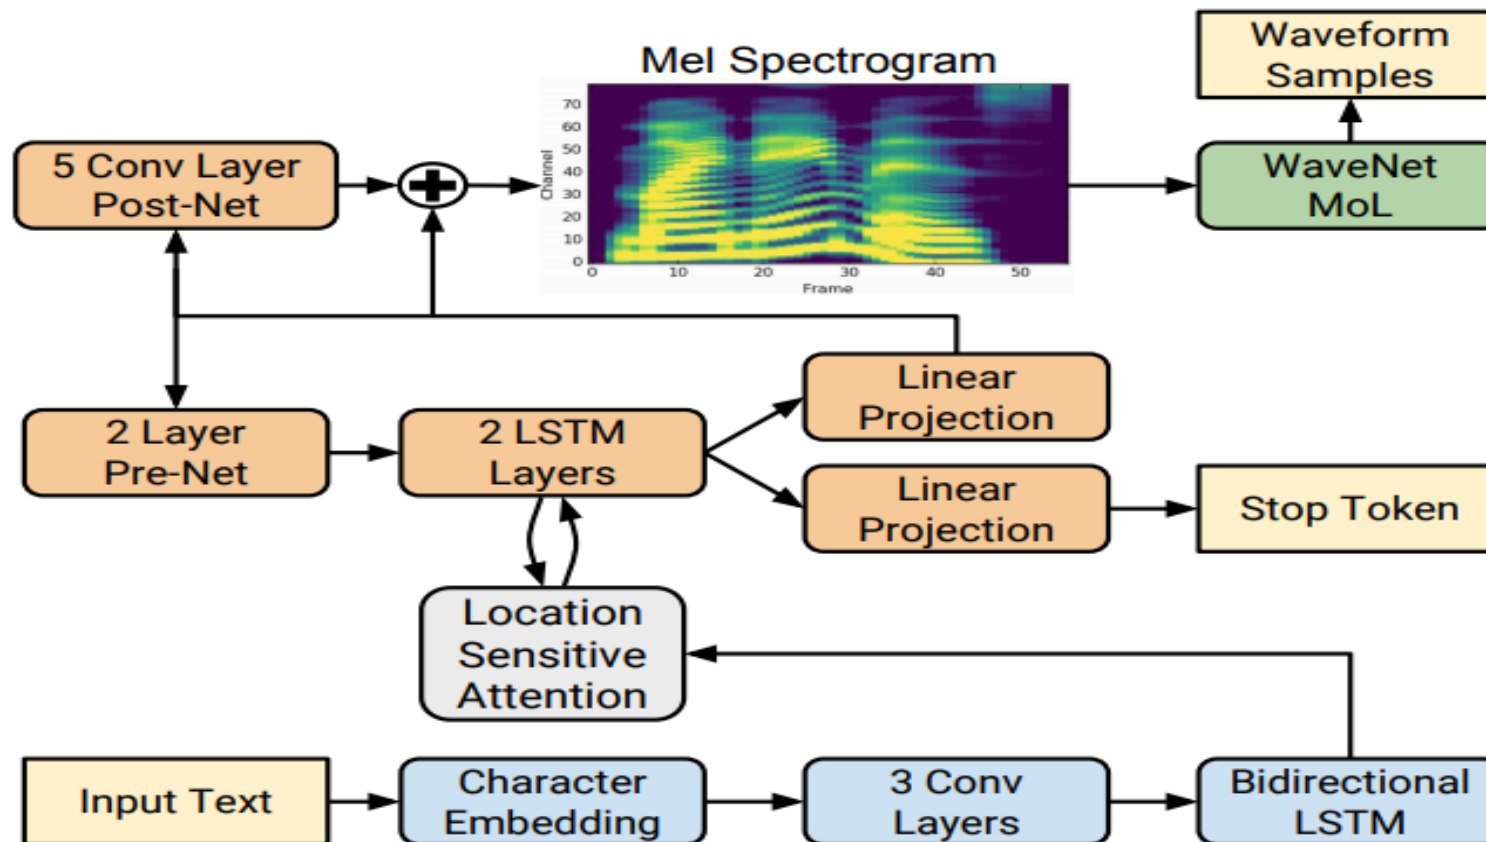 Mel Spectrogram
Waveform
Samples
5 Conv Layer
Post-Net
Channel
70
60
50
40
30
20
10
0
0 10 20 30 40 50
Frame
WaveNet
MoL
2 Layer
Pre-Net
2 LSTM
Layers
Linear
Projection
Linear
Projection
Stop Token
Location
Sensitive
Attention
Input Text
Character
Embedding
3 Conv
Layers
Bidirectional
LSTM